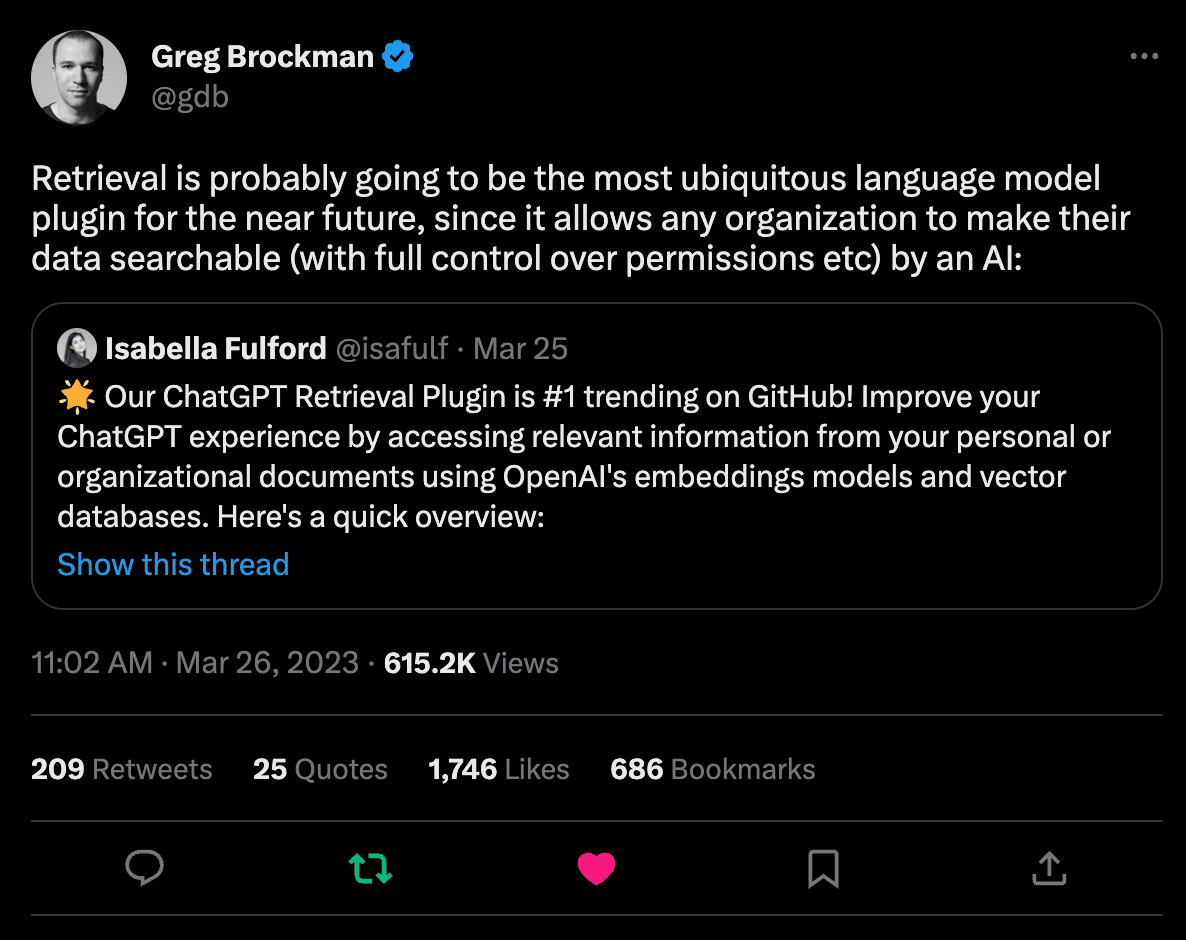 Greg Brockman
@gdb
Retrieval is probably going to be the most ubiquitous language model
plugin for the near future, since it allows any organization to make their
data searchable (with full control over permissions etc) by an AI:
Isabella Fulford @isafulf · Mar 25
🌟 Our ChatGPT Retrieval Plugin is #1 trending on GitHub! Improve your
ChatGPT experience by accessing relevant information from your personal or
organizational documents using OpenAI's embeddings models and vector
databases. Here's a quick overview:
Show this thread
11:02 AM · Mar 26, 2023 · 615.2K Views
209 Retweets 25 Quotes 1,746 Likes 686 Bookmarks